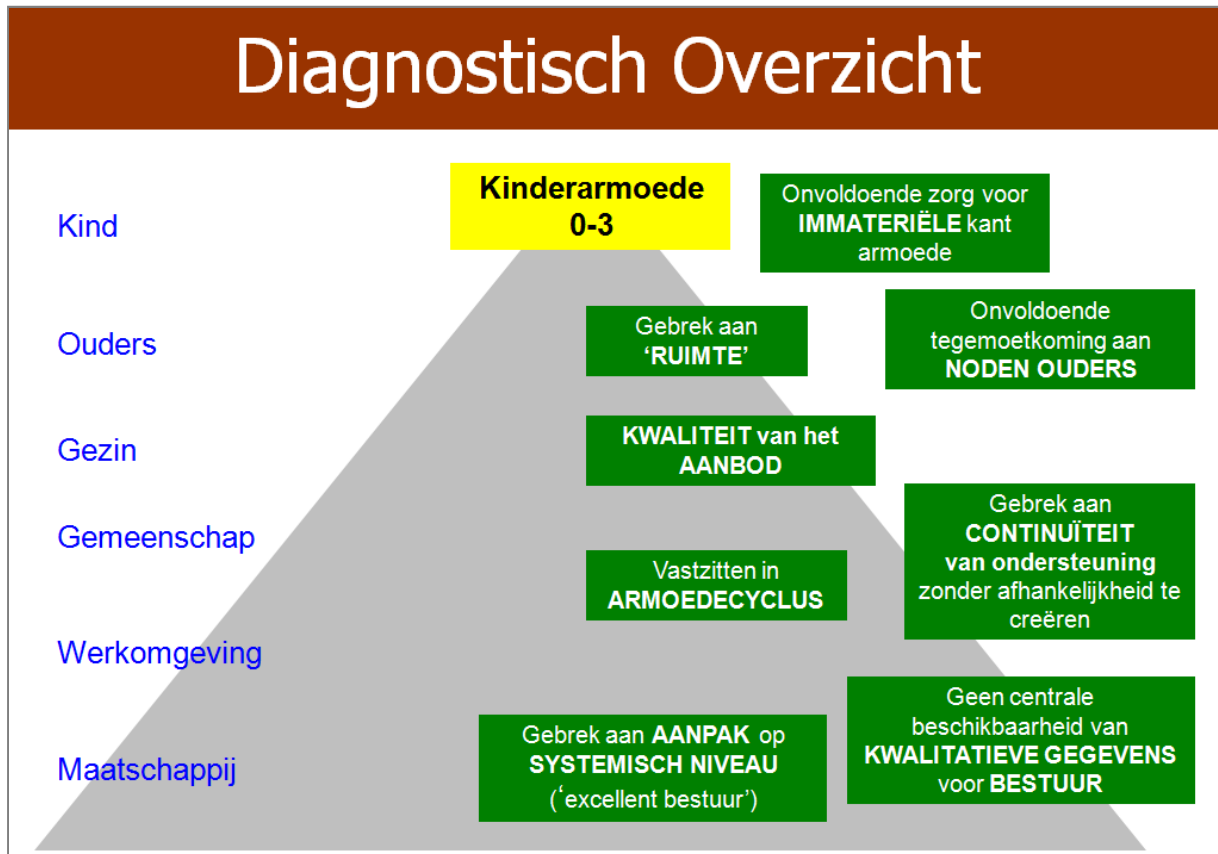 Diagnostisch Overzicht
Kind
Kinderarmoede
0-3
Onvoldoende zorg voor
IMMATERIËLE kant
armoede
Ouders
Gebrek aan
‘RUIMTE’
Onvoldoende
tegemoetkoming aan
NODEN OUDERS
Gezin
KWALITEIT van het
AANBOD
Gemeenschap
Gebrek aan
CONTINUÏTEIT
van ondersteuning
zonder afhankelijkheid te
creëren
Vastzitten in
ARMOEDECYCLUS
Werkomgeving
Maatschappij
Gebrek aan AANPAK op
SYSTEMISCH NIVEAU
(‘excellent bestuur’)
Geen centrale
beschikbaarheid van
KWALITATIEVE GEGEVENS
voor BESTUUR